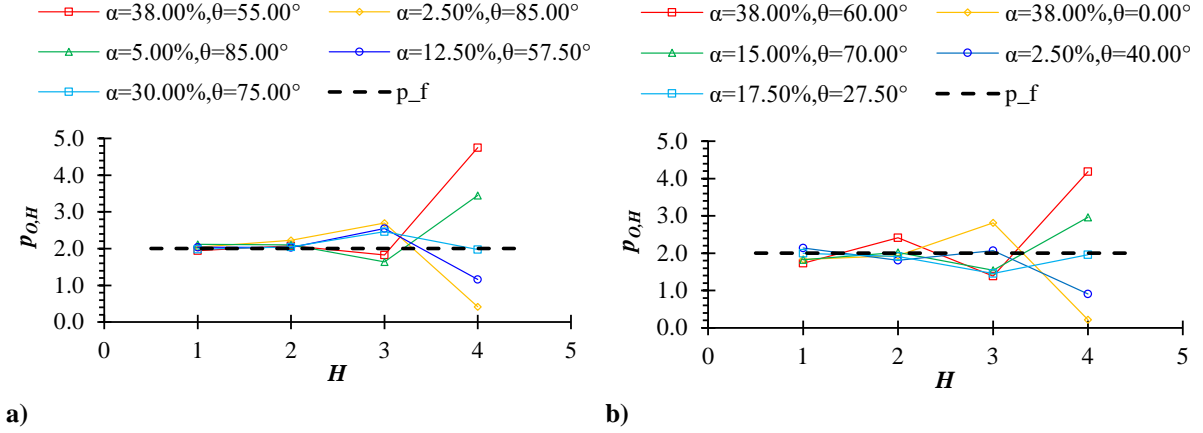 α=38.00%,θ=55.00°
α=2.50%,θ=85.00°
α=5.00%,θ=85.00°
α=12.50%,θ=57.50°
α=30.00%,θ=75.00°
p_f
5.0
4.0
3.0
2.0
1.0
0.0
p_{O,H}
0 1 2 3 4 5
H
a)
α=38.00%,θ=60.00°
α=38.00%,θ=0.00°
α=15.00%,θ=70.00°
α=2.50%,θ=40.00°
α=17.50%,θ=27.50°
p_f
5.0
4.0
3.0
2.0
1.0
0.0
p_{O,H}
0 1 2 3 4 5
H
b)